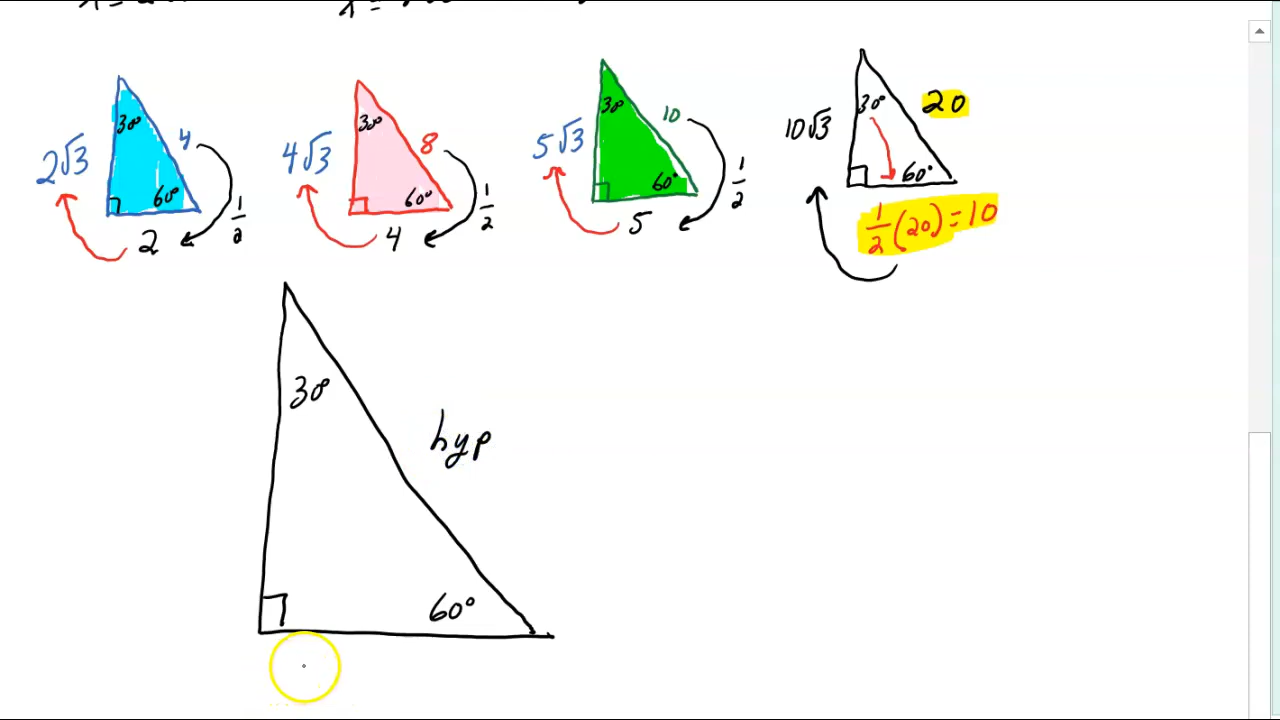 30° 4 2√3 60° 1/2 2
30° 8 4√3 60° 1/2 4
30° 10 5√3 60° 1/2 5
30° 20 10√3 60° 1/2(20)=10
30°
hyp
60°